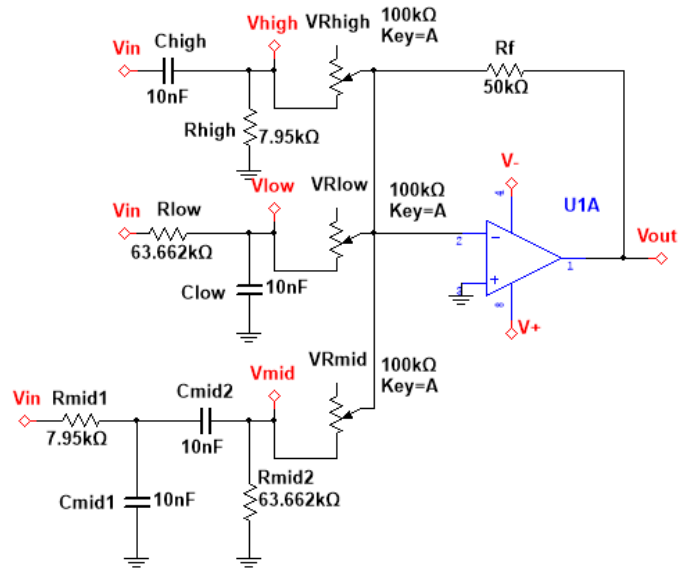 Vin
Chigh
10nF
Vhigh
VRhigh
100kΩ
Key=A
Rhigh
7.95kΩ
Rf
50kΩ
Vin
Rlow
63.662kΩ
Vlow
VRlow
100kΩ
Key=A
Clow
10nF
V-
4
U1A
2
1
Vout
3
8
V+
Vin
Rmid1
7.95kΩ
Cmid2
10nF
Vmid
VRmid
100kΩ
Key=A
Cmid1
10nF
Rmid2
63.662kΩ